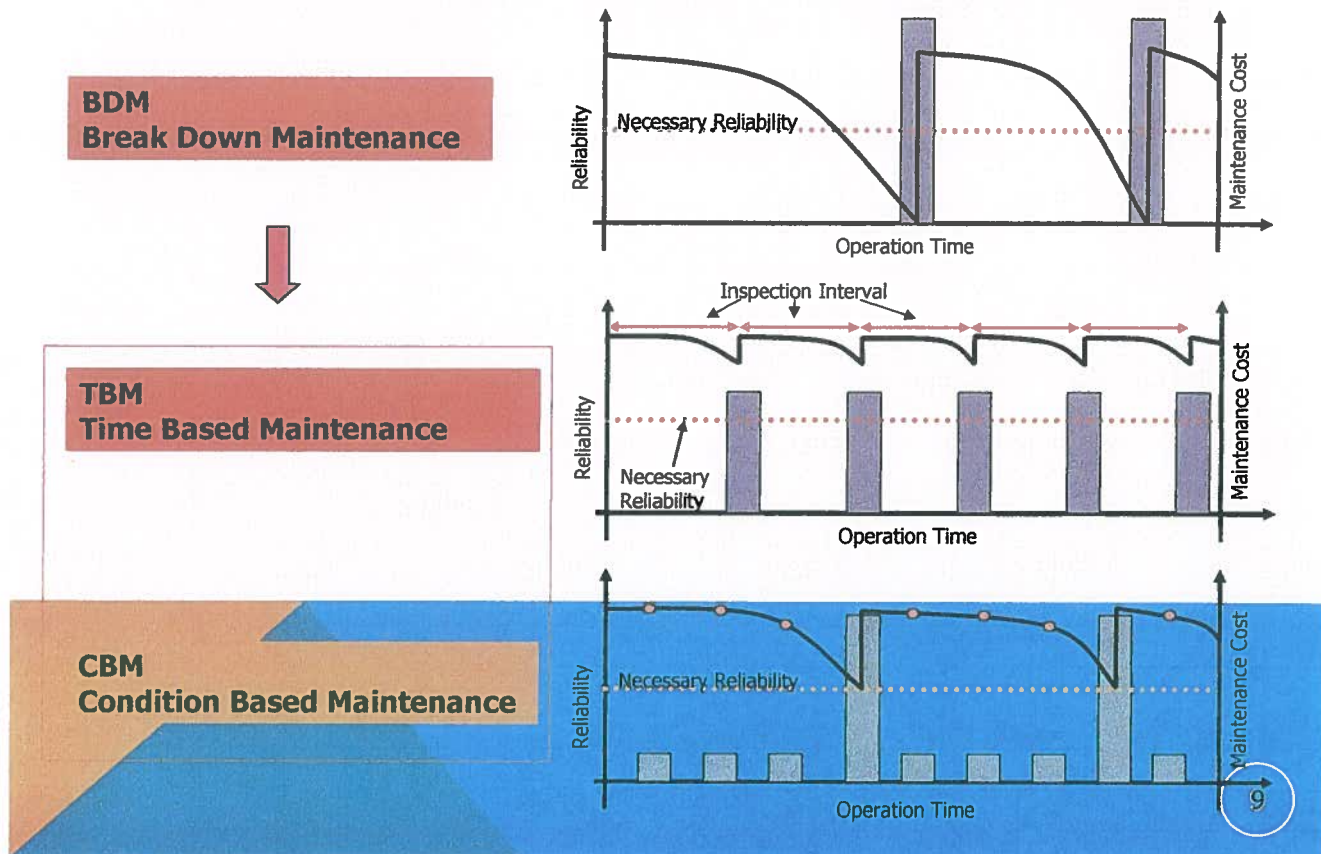 BDM
Break Down Maintenance
Reliability
Necessary Reliability
Maintenance Cost
Operation Time
TBM
Time Based Maintenance
Inspection Interval
Reliability
Necessary
Reliability
Maintenance Cost
Operation Time
CBM
Condition Based Maintenance
Reliability
Necessary Reliability
Maintenance Cost
Operation Time
9